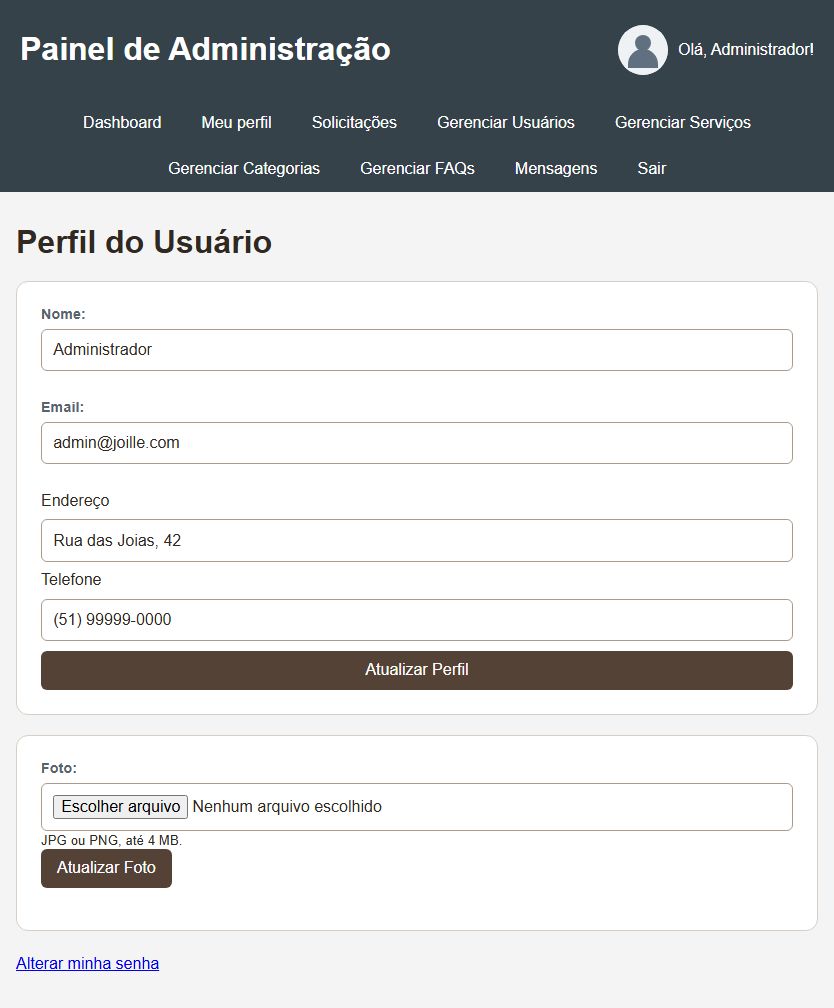 Painel de Administração
Olá, Administrador!
Dashboard Meu perfil Solicitações Gerenciar Usuários Gerenciar Serviços
Gerenciar Categorias Gerenciar FAQs Mensagens Sair
Perfil do Usuário
Nome:
Administrador
Email:
admin@joille.com
Endereço
Rua das Joias, 42
Telefone
(51) 99999-0000
Atualizar Perfil
Foto:
Escolher arquivo Nenhum arquivo escolhido
JPG ou PNG, até 4 MB.
Atualizar Foto
Alterar minha senha